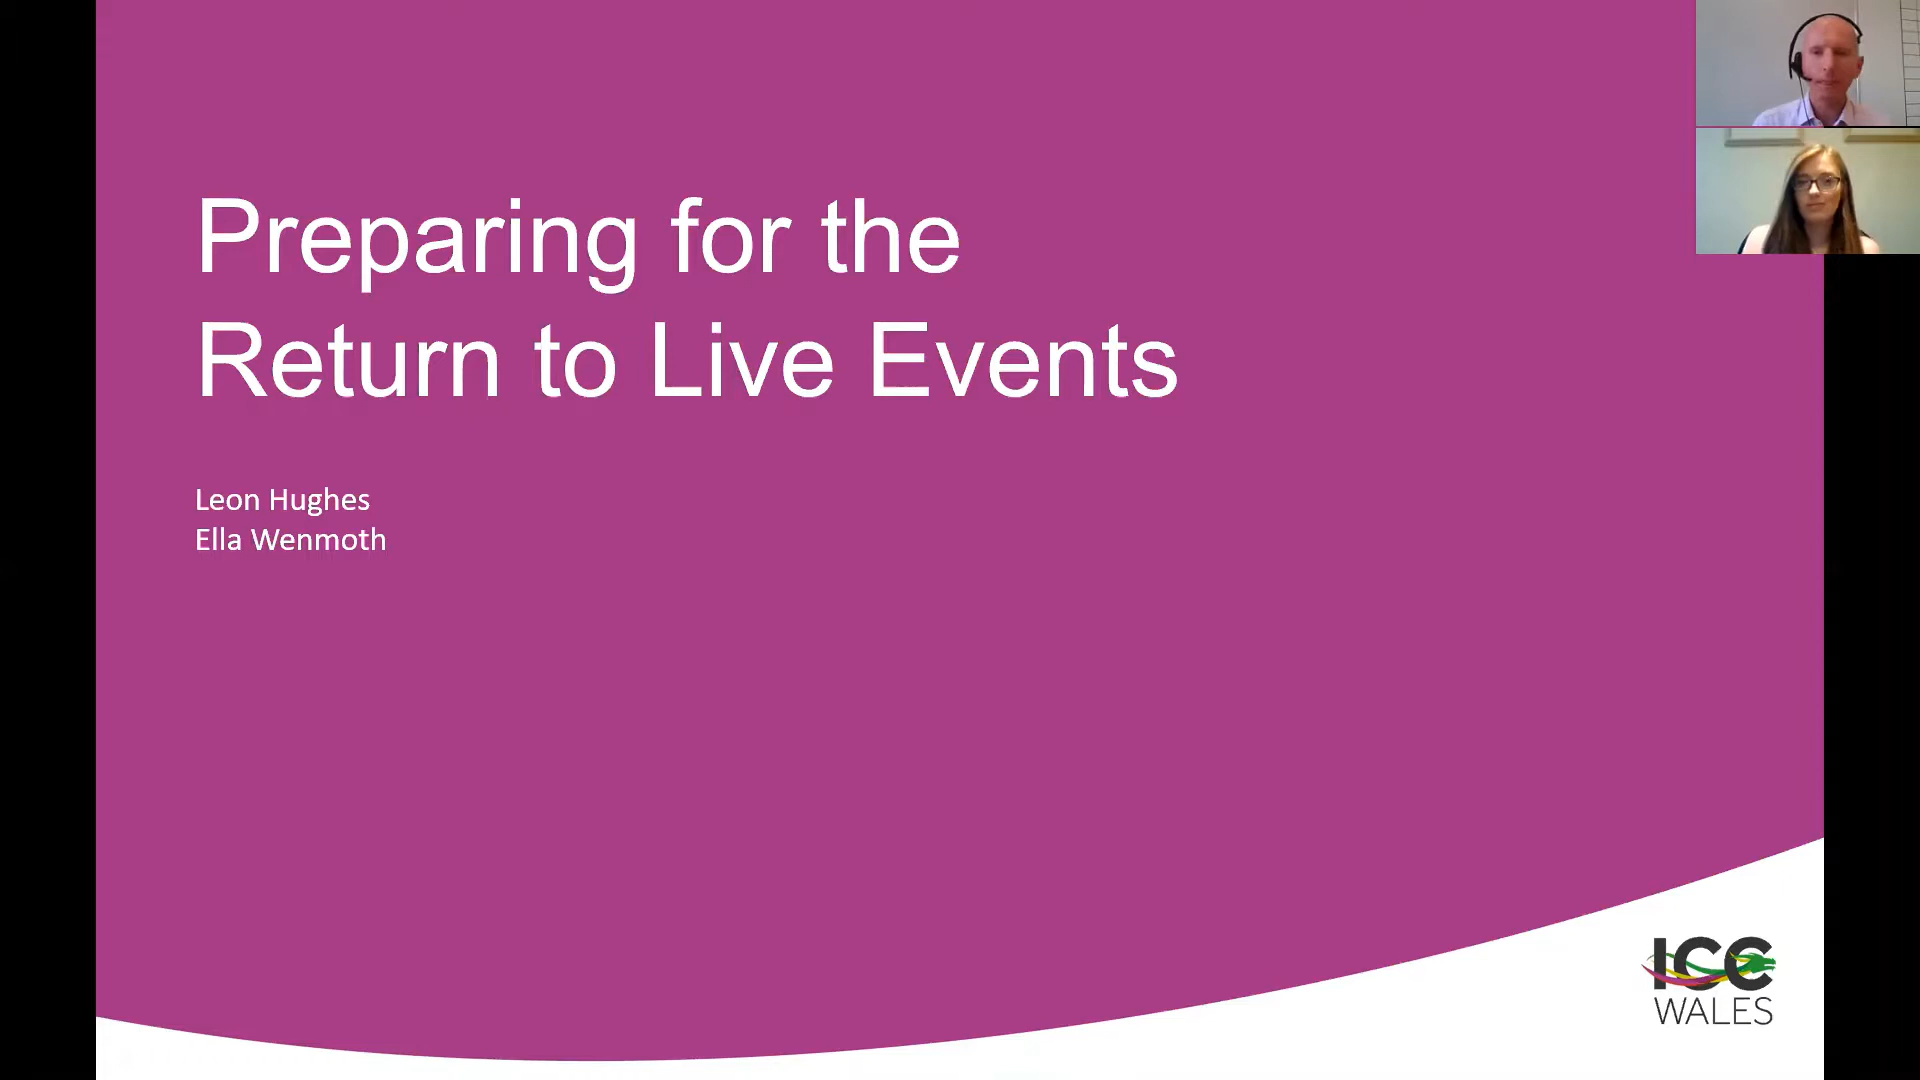 Preparing for the
Return to Live Events
Leon Hughes
Ella Wenmoth
ICC
WALES